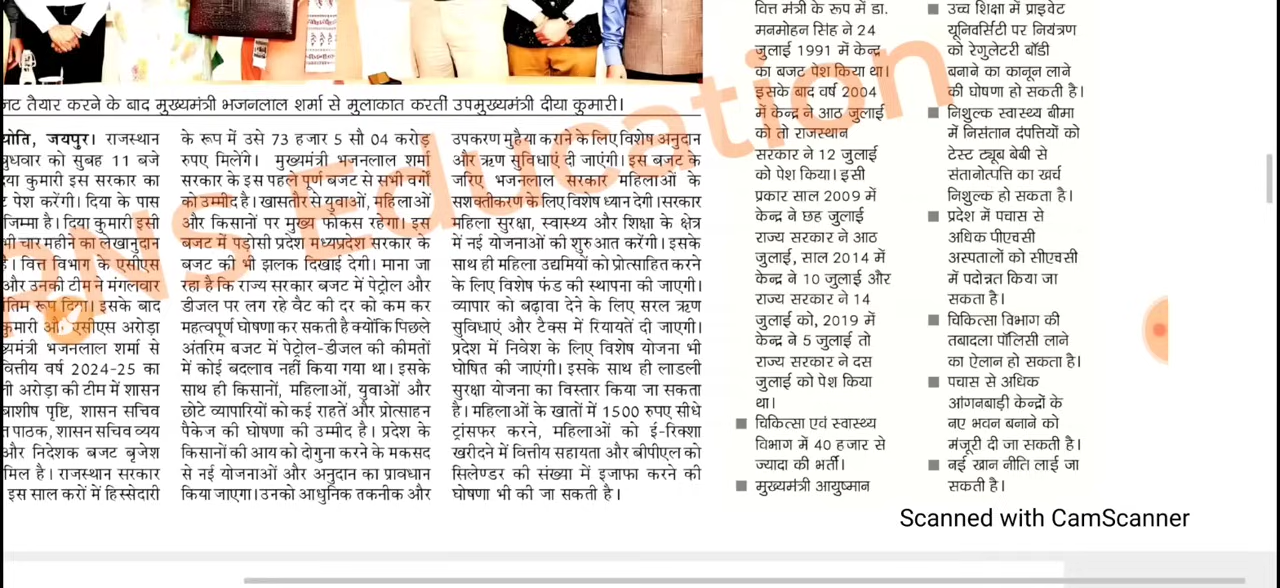 जट तैयार करने के बाद मुख्यमंत्री भजनलाल शर्मा से मुलाकात करतीं उपमुख्यमंत्री दीया कुमारी।
योति, जयपुर। राजस्थान
बुधवार को सुबह 11 बजे
या कुमारी इस सरकार का
ट पेश करेंगी। दिया के पास
जिम्मा है। दिया कुमारी इसी
भी चार महीने का लेखानुदान
है। वित्त विभाग के एसीएस
और उनकी टीम ने मंगलवार
तिम रूप दिया। इसके बाद
कुमारी और एसीएस अरोड़ा
ख्यमंत्री भजनलाल शर्मा से
वित्तीय वर्ष 2024-25 का
नी अरोड़ा की टीम में शासन
ब्राशीष पृष्टि, शासन सचिव
त पाठक, शासन सचिव व्यय
और निदेशक बजट बृजेश
मिल है। राजस्थान सरकार
इस साल करों में हिस्सेदारी
के रूप में उसे 73 हजार 5 सौ 04 करोड़
रुपए मिलेंगे। मुख्यमंत्री भजनलाल शर्मा
सरकार के इस पहले पूर्ण बजट से सभी वर्गों
को उम्मीद है। खासतौर से युवाओं, महिलाओं
और किसानों पर मुख्य फोकस रहेगा। इस
बजट में पड़ोसी प्रदेश मध्यप्रदेश सरकार के
बजट की भी झलक दिखाई देगी। माना जा
रहा है कि राज्य सरकार बजट में पेट्रोल और
डीजल पर लग रहे वैट की दर को कम कर
महत्वपूर्ण घोषणा कर सकती है क्योंकि पिछले
अंतरिम बजट में पेट्रोल-डीजल की कीमतों
में कोई बदलाव नहीं किया गया था। इसके
साथ ही किसानों, महिलाओं, युवाओं और
छोटे व्यापारियों को कई राहतें और प्रोत्साहन
पैकेज की घोषणा की उम्मीद है। प्रदेश के
किसानों की आय को दोगुना करने के मकसद
से नई योजनाओं और अनुदान का प्रावधान
किया जाएगा। उनको आधुनिक तकनीक और
उपकरण मुहैया कराने के लिए विशेष अनुदान
और ऋण सुविधाएं दी जाएंगी। इस बजट के
जरिए भजनलाल सरकार महिलाओं के
सशक्तीकरण के लिए विशेष ध्यान देगी। सरकार
महिला सुरक्षा, स्वास्थ्य और शिक्षा के क्षेत्र
में नई योजनाओं की शुरुआत करेंगी। इसके
साथ ही महिला उद्यमियों को प्रोत्साहित करने
के लिए विशेष फंड की स्थापना की जाएगी।
व्यापार को बढ़ावा देने के लिए सरल ऋण
सुविधाएं और टैक्स में रियायतें दी जाएगी।
प्रदेश में निवेश के लिए विशेष योजना भी
घोषित की जाएंगी। इसके साथ ही लाडली
सुरक्षा योजना का विस्तार किया जा सकता
है। महिलाओं के खातों में 1500 रुपए सीधे
ट्रांसफर करने, महिलाओं को ई-रिक्शा
खरीदने में वित्तीय सहायता और बीपीएल को
सिलेण्डर की संख्या में इजाफा करने की
घोषणा भी की जा सकती है।
वित्त मंत्री के रूप में डा.
मनमोहन सिंह ने 24
जुलाई 1991 में केन्द्र
का बजट पेश किया था।
इसके बाद वर्ष 2004
में केन्द्र ने आठ जुलाई
को तो राजस्थान
सरकार ने 12 जुलाई
को पेश किया। इसी
प्रकार साल 2009 में
केन्द्र ने छह जुलाई
राज्य सरकार ने आठ
जुलाई, साल 2014 में
केन्द्र ने 10 जुलाई और
राज्य सरकार ने 14
जुलाई को, 2019 में
केन्द्र ने 5 जुलाई तो
राज्य सरकार ने दस
जुलाई को पेश किया
था।
■ चिकित्सा एवं स्वास्थ्य
विभाग में 40 हजार से
ज्यादा की भर्ती।
■ मुख्यमंत्री आयुष्मान
■ उच्च शिक्षा में प्राइवेट
यूनिवर्सिटी पर नियंत्रण
को रेगुलेटरी बॉडी
बनाने का कानून लाने
की घोषणा हो सकती है।
■ निशुल्क स्वास्थ्य बीमा
में निसंतान दंपत्तियों को
टेस्ट ट्यूब बेबी से
संतानोत्पत्ति का खर्च
निशुल्क हो सकता है।
■ प्रदेश में पचास से
अधिक पीएचसी
अस्पतालों को सीएचसी
में पदोन्नत किया जा
सकता है।
■ चिकित्सा विभाग की
तबादला पॉलिसी लाने
का ऐलान हो सकता है।
■ पचास से अधिक
आंगनबाड़ी केन्द्रों के
नए भवन बनाने को
मंजूरी दी जा सकती है।
■ नई खान नीति लाई जा
सकती है।
NS Education
Scanned with CamScanner